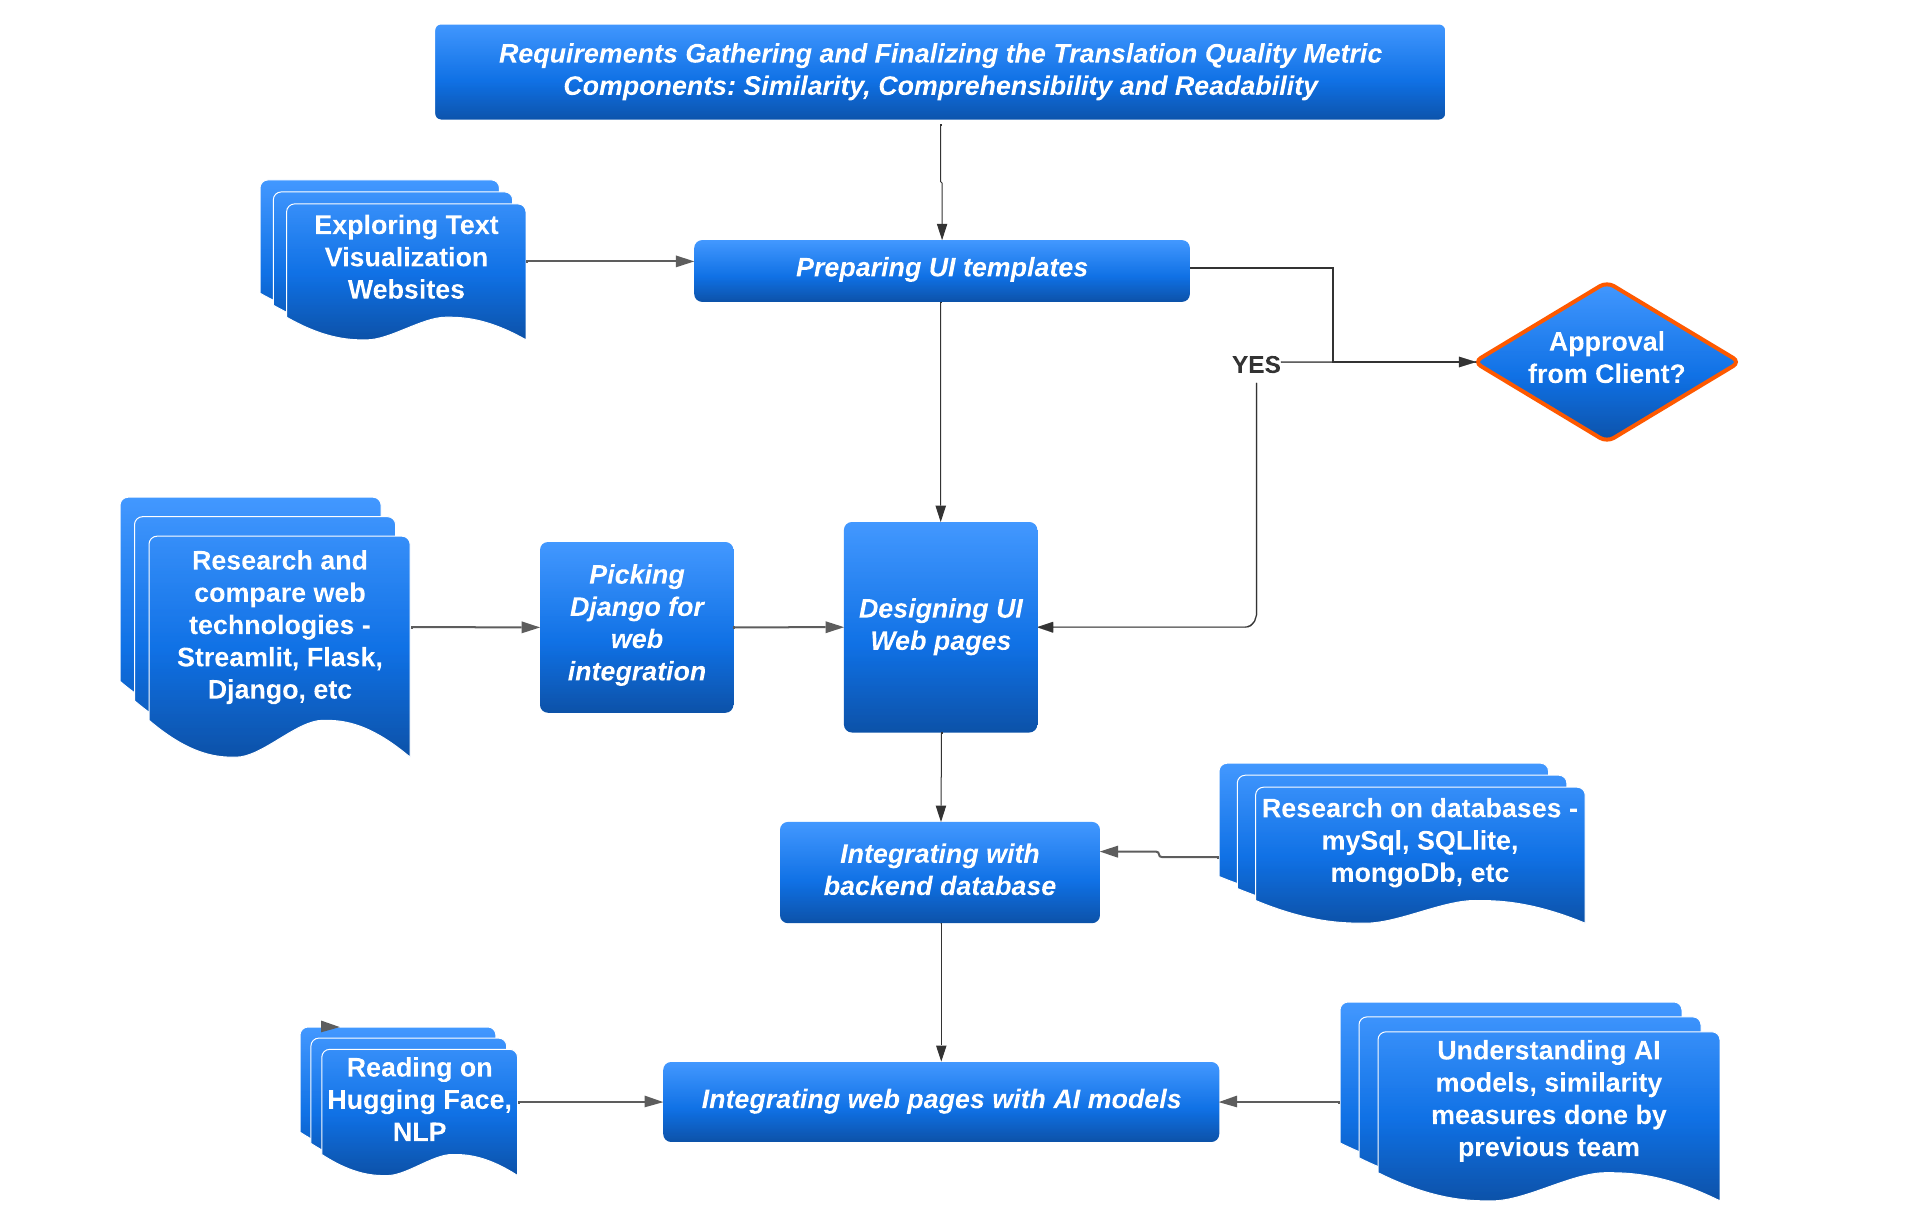 Requirements Gathering and Finalizing the Translation Quality Metric
Components: Similarity, Comprehensibility and Readability
Exploring Text
Visualization
Websites
Preparing UI templates
Approval
from Client?
YES
Research and
compare web
technologies -
Streamlit, Flask,
Django, etc
Picking
Django for
web
integration
Designing UI
Web pages
Research on databases -
mySql, SQLlite,
mongoDb, etc
Integrating with
backend database
Reading on
Hugging Face,
NLP
Integrating web pages with AI models
Understanding AI
models, similarity
measures done by
previous team